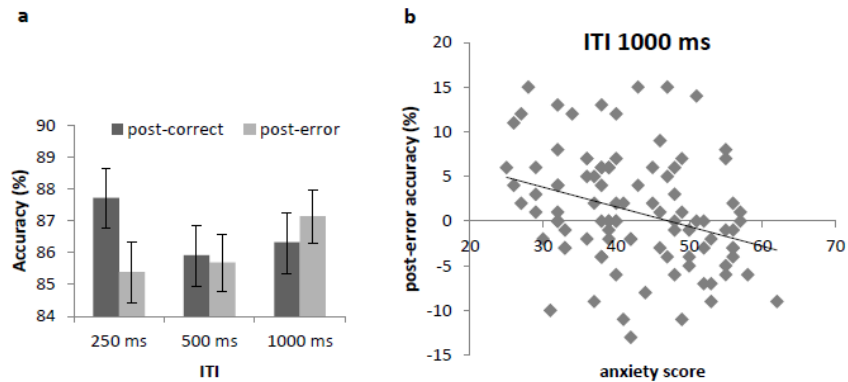 a
90
89
88
87
86
85
84
Accuracy (%)
post-correct post-error
250 ms 500 ms 1000 ms
ITI
b
ITI 1000 ms
20
15
10
5
0
-5
-10
-15
post-error accuracy (%)
20 30 40 50 60 70
anxiety score